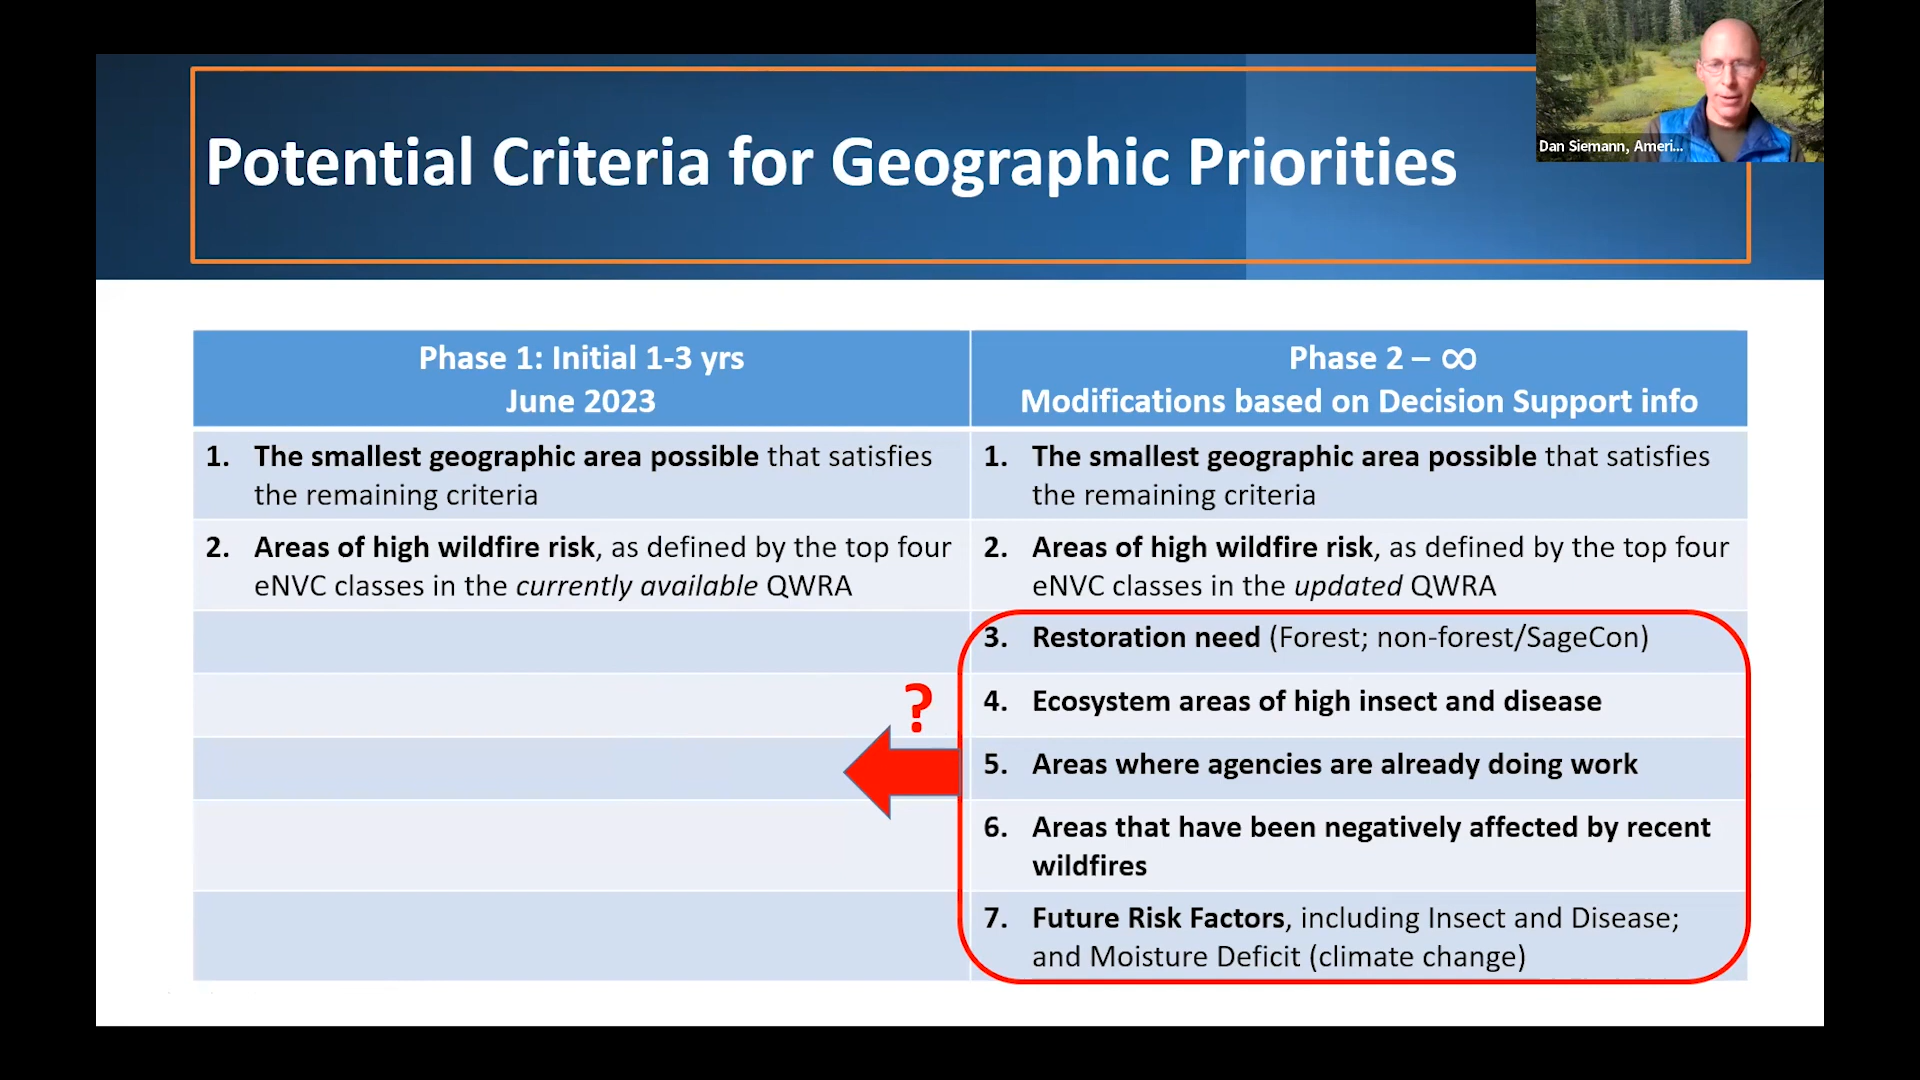 Potential Criteria for Geographic Priorities
Dan Siemann, Ameri...
Phase 1: Initial 1-3 yrs
June 2023
Phase 2 – ∞
Modifications based on Decision Support info
1. The smallest geographic area possible that satisfies
the remaining criteria
1. The smallest geographic area possible that satisfies
the remaining criteria
2. Areas of high wildfire risk, as defined by the top four
eNVC classes in the currently available QWRA
2. Areas of high wildfire risk, as defined by the top four
eNVC classes in the updated QWRA
3. Restoration need (Forest; non-forest/SageCon)
?
4. Ecosystem areas of high insect and disease
5. Areas where agencies are already doing work
6. Areas that have been negatively affected by recent
wildfires
7. Future Risk Factors, including Insect and Disease;
and Moisture Deficit (climate change)